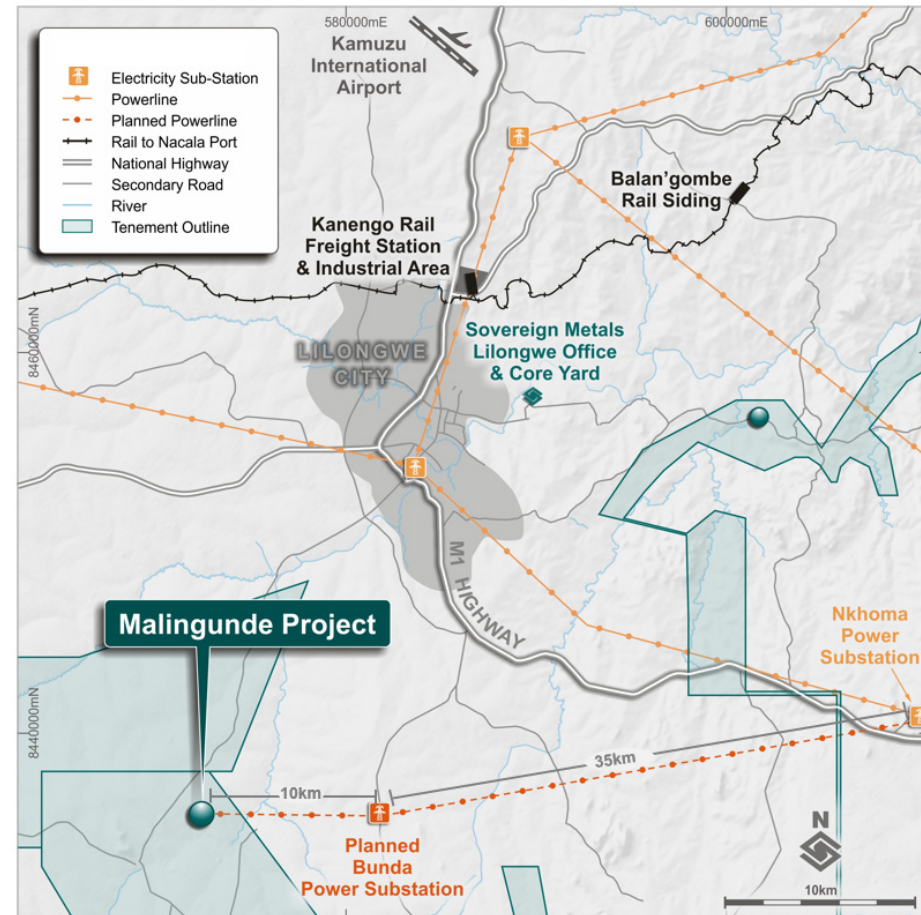 580000mE
600000mE
Kamuzu
International
Airport
Electricity Sub-Station
Powerline
Planned Powerline
Rail to Nacala Port
National Highway
Secondary Road
River
Tenement Outline
Balan'gombe
Rail Siding
Kanengo Rail
Freight Station
& Industrial Area
8460000mN
LILONGWE
CITY
Sovereign Metals
Lilongwe Office
& Core Yard
M1 HIGHWAY
Malingunde Project
Nkhoma
Power
Substation
8440000mN
35km
10km
Planned
Bunda
Power Substation
N
10km